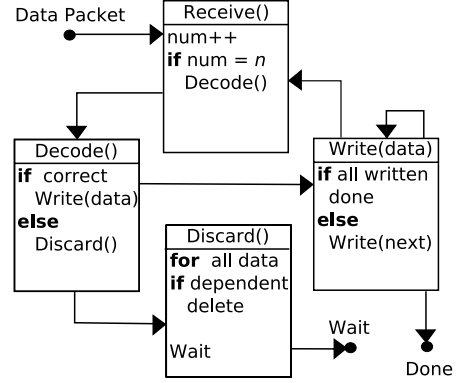 Data Packet
Receive()
num++
if num = n
Decode()
Decode()
if correct
Write(data)
else
Discard()
Write(data)
if all written
done
else
Write(next)
Discard()
for all data
if dependent
delete
Wait
Wait
Done